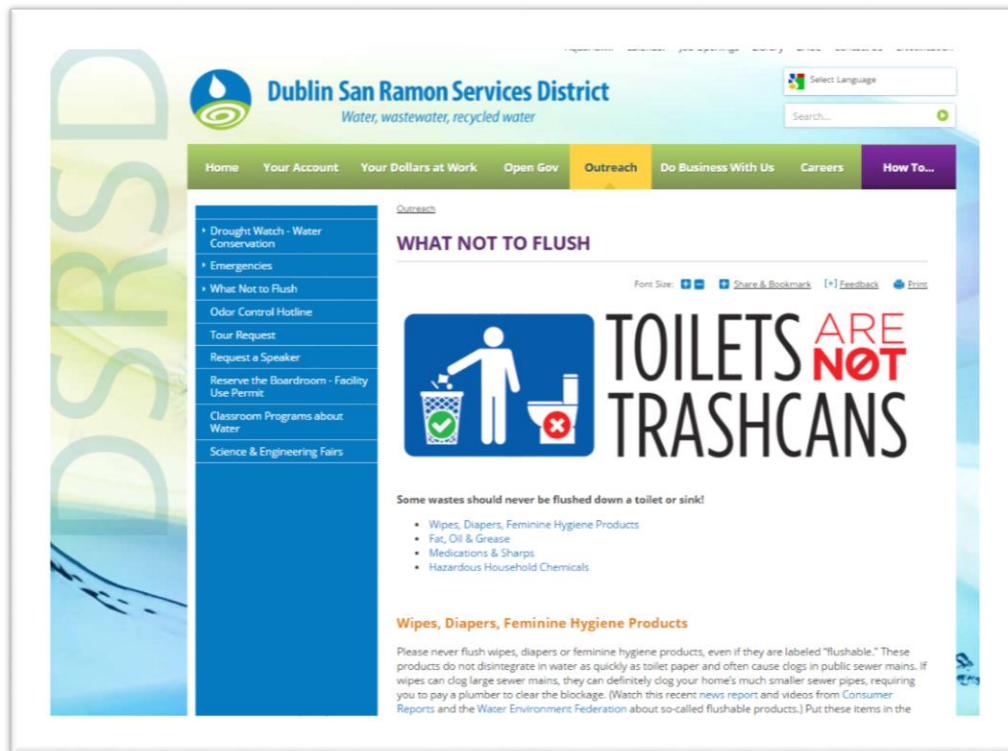 DSRSD
Dublin San Ramon Services District
Water, wastewater, recycled water
Select Language
Search...
Home Your Account Your Dollars at Work Open Gov Outreach Do Business With Us Careers How To...
Drought Watch - Water
Conservation
Emergencies
What Not to Flush
Odor Control Hotline
Tour Request
Request a Speaker
Reserve the Boardroom - Facility
Use Permit
Classroom Programs about
Water
Science & Engineering Fairs
Outreach
WHAT NOT TO FLUSH
Font Size: + - Share & Bookmark [+] Feedback Print
TOILETS ARE
NOT
TRASHCANS
Some wastes should never be flushed down a toilet or sink!
• Wipes, Diapers, Feminine Hygiene Products
• Fat, Oil & Grease
• Medications & Sharps
• Hazardous Household Chemicals
Wipes, Diapers, Feminine Hygiene Products
Please never flush wipes, diapers or feminine hygiene products, even if they are labeled "flushable." These
products do not disintegrate in water as quickly as toilet paper and often cause clogs in public sewer mains. If
wipes can clog large sewer mains, they can definitely clog your home's much smaller sewer pipes, requiring
you to pay a plumber to clear the blockage. (Watch this recent news report and videos from Consumer
Reports and the Water Environment Federation about so-called flushable products.) Put these items in the